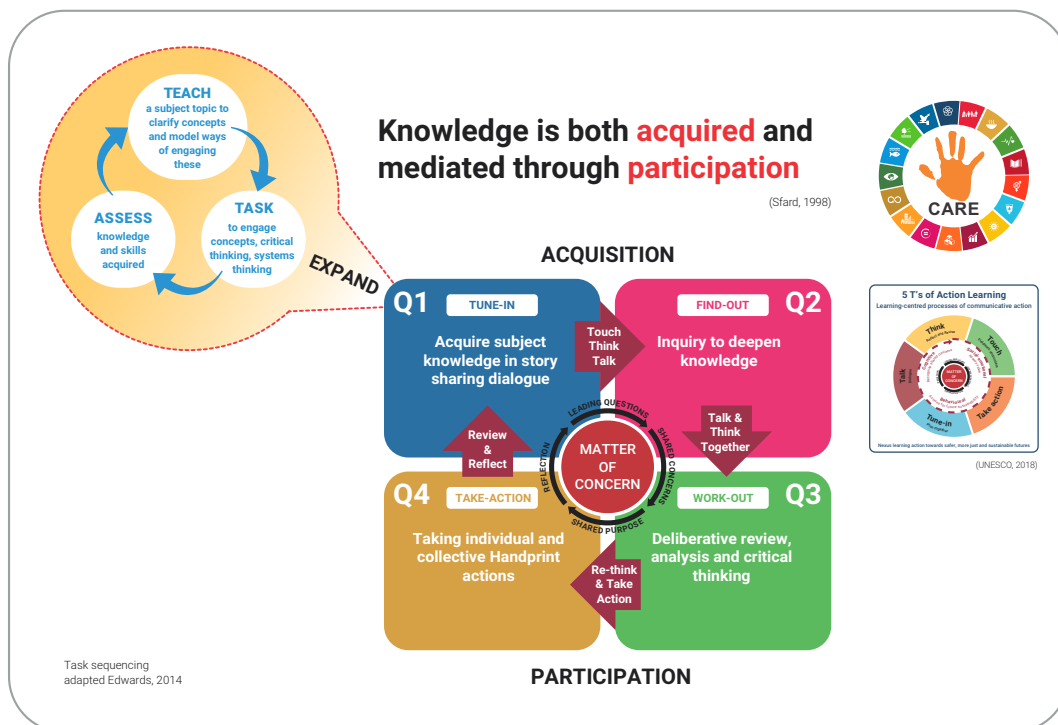 TEACH
a subject topic to
clarify concepts
and model ways
of engaging
these
ASSESS
knowledge
and skills
acquired
TASK
to engage
concepts, critical
thinking, systems
thinking
EXPAND
Knowledge is both acquired and
mediated through participation
(Sfard, 1998)
CARE
ACQUISITION
Q1
TUNE-IN
Acquire subject
knowledge in story
sharing dialogue
Touch
Think
Talk
FIND-OUT
Q2
Inquiry to deepen
knowledge
Review
&
Reflect
LEADING QUESTIONS
SHARED CONCERNS
SHARED PURPOSE
REFLECTION
MATTER
OF
CONCERN
Talk &
Think
Together
Q4
TAKE-ACTION
Taking individual and
collective Handprint
actions
Re-think
& Take
Action
WORK-OUT
Q3
Deliberative review,
analysis and critical
thinking
PARTICIPATION
5 T's of Action Learning
Learning-centred processes of communicative action
Think
Touch
Take action
Tune-in
Talk
MATTER
OF
CONCERN
Nexus learning action towards safer, more just and sustainable futures
(UNESCO, 2018)
Task sequencing
adapted Edwards, 2014